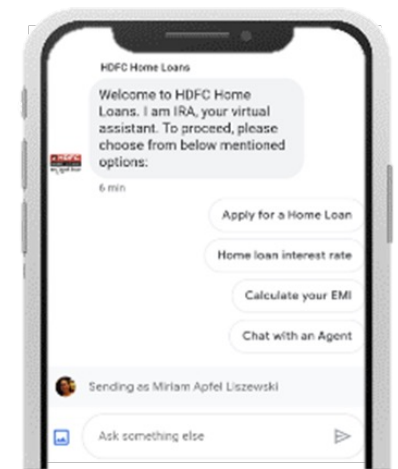 HDFC Home Loans
Welcome to HDFC Home
Loans. I am IRA, your virtual
assistant. To proceed, please
choose from below mentioned
options:
HDFC
6 min
Apply for a Home Loan
Home loan interest rate
Calculate your EMI
Chat with an Agent
Sending as Miriam Apfel Liszewski
Ask something else